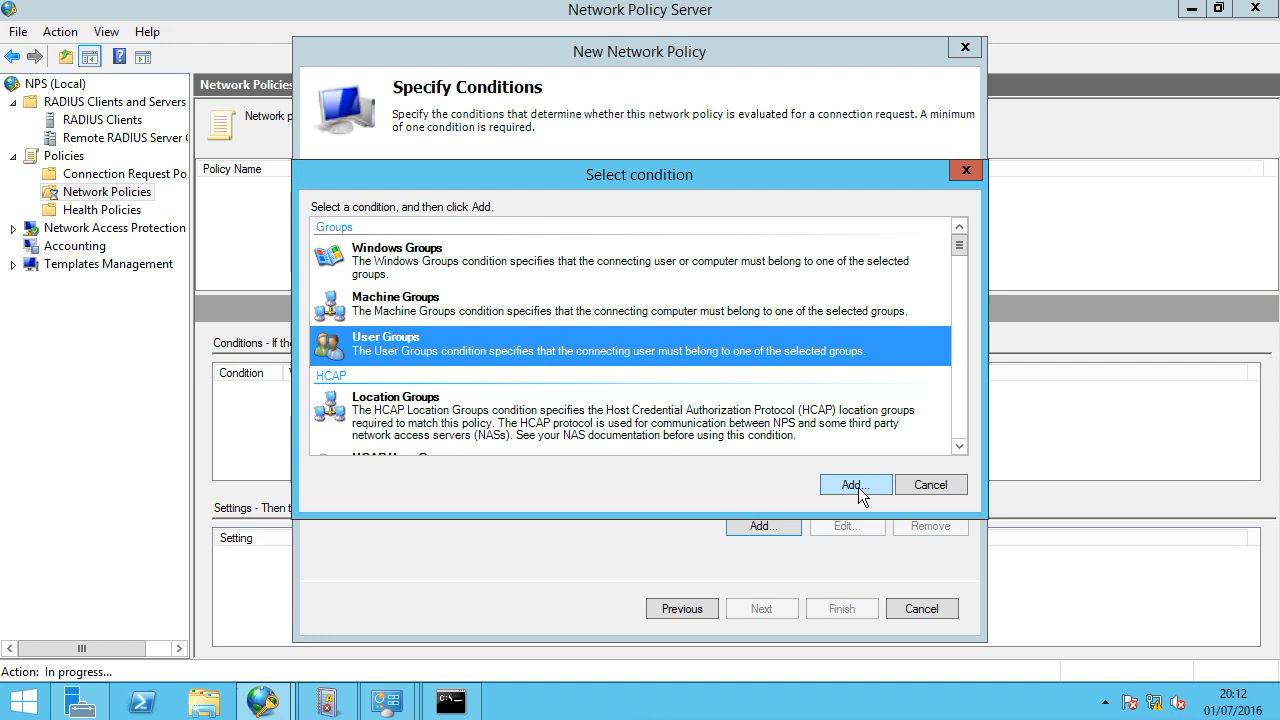 Network Policy Server
File Action View Help
NPS (Local)
RADIUS Clients and Servers
RADIUS Clients
Remote RADIUS Server
Policies
Connection Request Po
Network Policies
Health Policies
Network Access Protection
Accounting
Templates Management
Network Policies
Network p
Policy Name
Conditions - If the
Condition
Settings - Then t
Setting
New Network Policy
Specify Conditions
Specify the conditions that determine whether this network policy is evaluated for a connection request. A minimum
of one condition is required.
Select condition
Select a condition, and then click Add.
Groups
Windows Groups
The Windows Groups condition specifies that the connecting user or computer must belong to one of the selected
groups.
Machine Groups
The Machine Groups condition specifies that the connecting computer must belong to one of the selected groups.
User Groups
The User Groups condition specifies that the connecting user must belong to one of the selected groups.
HCAP
Location Groups
The HCAP Location Groups condition specifies the Host Credential Authorization Protocol (HCAP) location groups
required to match this policy. The HCAP protocol is used for communication between NPS and some third party
network access servers (NASs). See your NAS documentation before using this condition.
Add... Cancel
Add... Edit... Remove
Previous Next Finish Cancel
Action: In progress...
20:12
01/07/2016